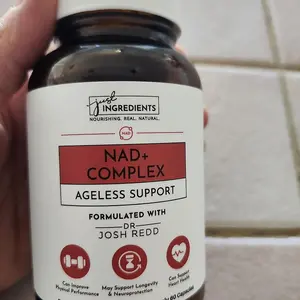 just
INGREDIENTS
NOURISHING. REAL. NATURAL.
NAD
NAD+
COMPLEX
AGELESS SUPPORT
FORMULATED WITH
DR
JOSH REDD
Can Improve
Physical Performance
May Support Longevity
& Neuroprotection
Can Support
Heart Health
60 Capsules